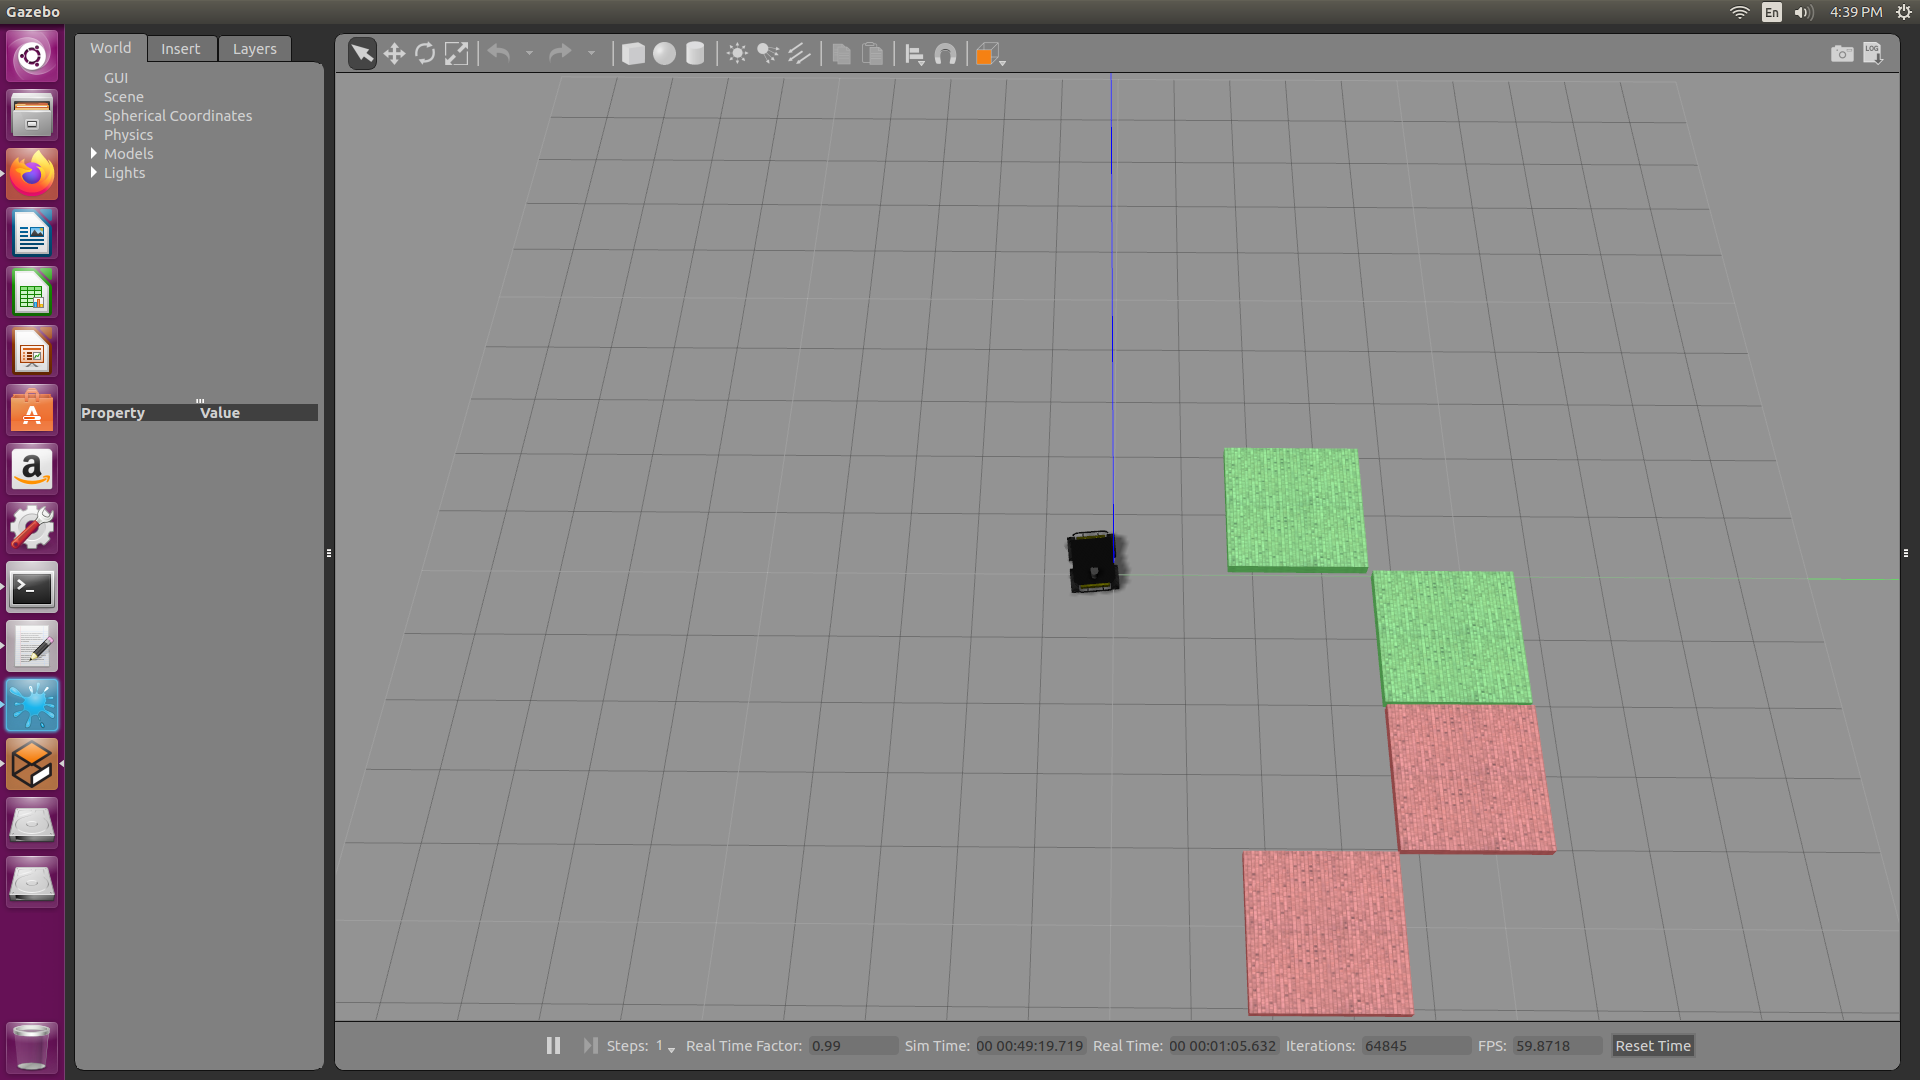 Gazebo
En
4:39 PM
World
Insert
Layers
LOG
GUI
Scene
Spherical Coordinates
Physics
Models
Lights
Property Value
Steps: 1 Real Time Factor: 0.99 Sim Time: 00 00:49:19.719 Real Time: 00 00:01:05.632 Iterations: 64845 FPS: 59.8718 Reset Time